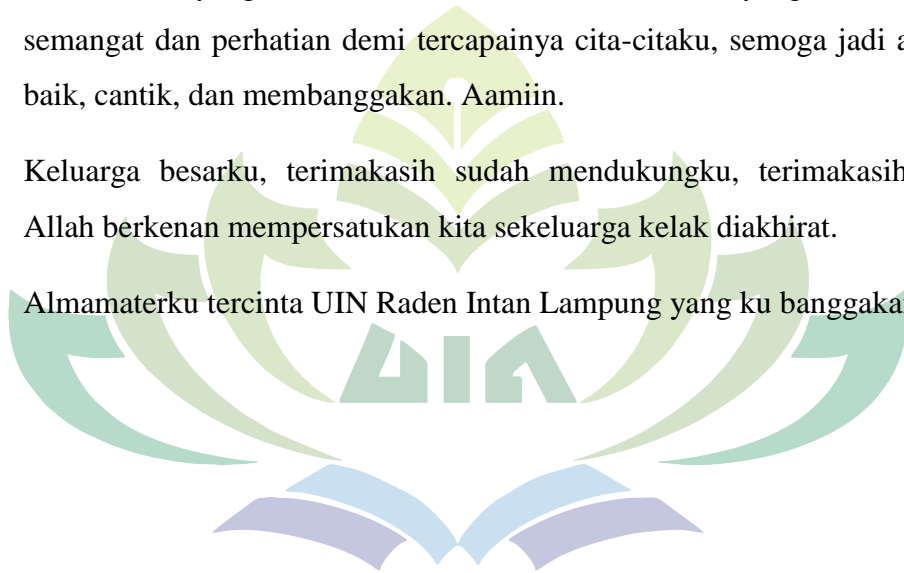 semangat dan perhatian demi tercapainya cita-citaku, semoga jadi
baik, cantik, dan membanggakan. Aamiin.
Keluarga besarku, terimakasih sudah mendukungku, terimakasih
Allah berkenan mempersatukan kita sekeluarga kelak diakhirat.
Almamaterku tercinta UIN Raden Intan Lampung yang ku
UIN